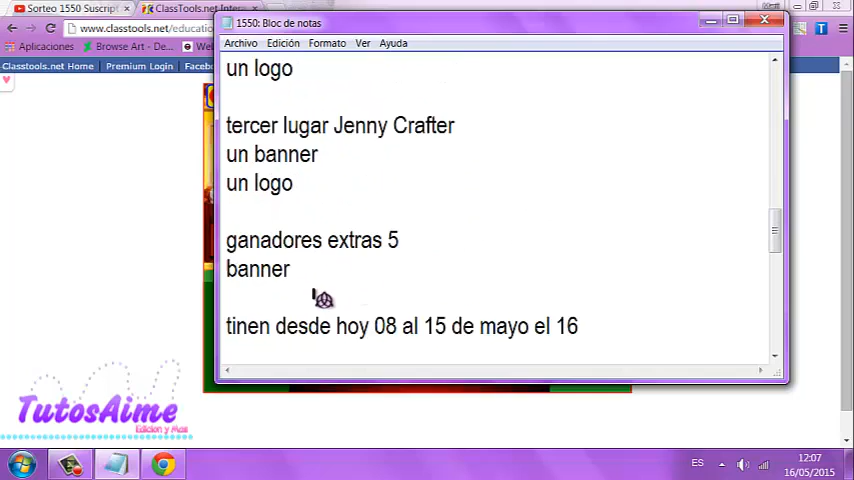 Sorteo 1550 Suscript
ClassTools.net Inter
www.classtools.net/educatio
Aplicaciones
Browse Art - De...
Web
Classtools.net Home
Premium Login
Faceb
1550: Bloc de notas
Archivo Edición Formato Ver Ayuda
un logo
tercer lugar Jenny Crafter
un banner
un logo
ganadores extras 5
banner
tinen desde hoy 08 al 15 de mayo el 16
TutosAime
Edicion y Mas
ES
12:07
16/05/2015